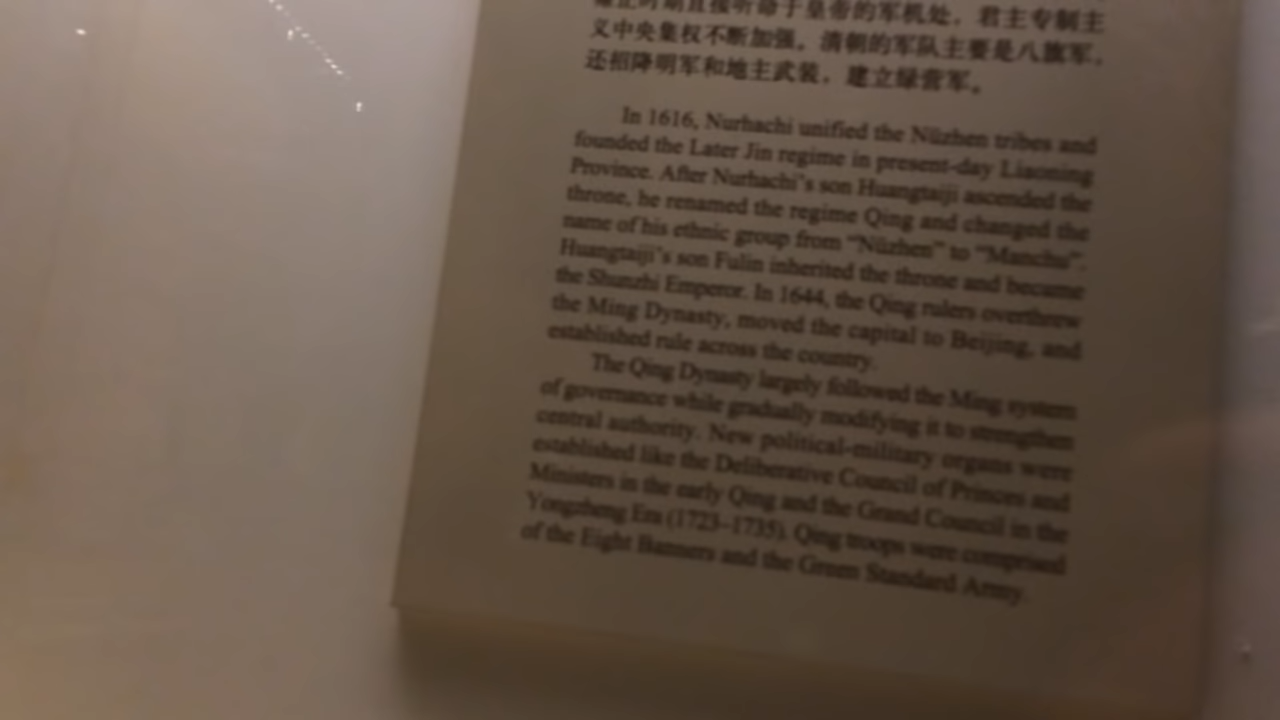 雍正时期直接听命于皇帝的军机处，君主专制主
义中央集权不断加强。清朝的军队主要是八旗军，
还招降明军和地主武装，建立绿营军。
In 1616, Nurhachi unified the Nüzhen tribes and
founded the Later Jin regime in present-day Liaoning
Province. After Nurhachi's son Huangtaiji ascended the
throne, he renamed the regime Qing and changed the
name of his ethnic group from "Nüzhen" to "Manchu".
Huangtaiji's son Fulin inherited the throne and became
the Shunzhi Emperor. In 1644, the Qing rulers overthrew
the Ming Dynasty, moved the capital to Beijing, and
established rule across the country.
The Qing Dynasty largely followed the Ming system
of governance while gradually modifying it to strengthen
central authority. New political-military organs were
established like the Deliberative Council of Princes and
Ministers in the early Qing and the Grand Council in the
Yongzheng Era (1723–1735). Qing troops were comprised
of the Eight Banners and the Green Standard Army.